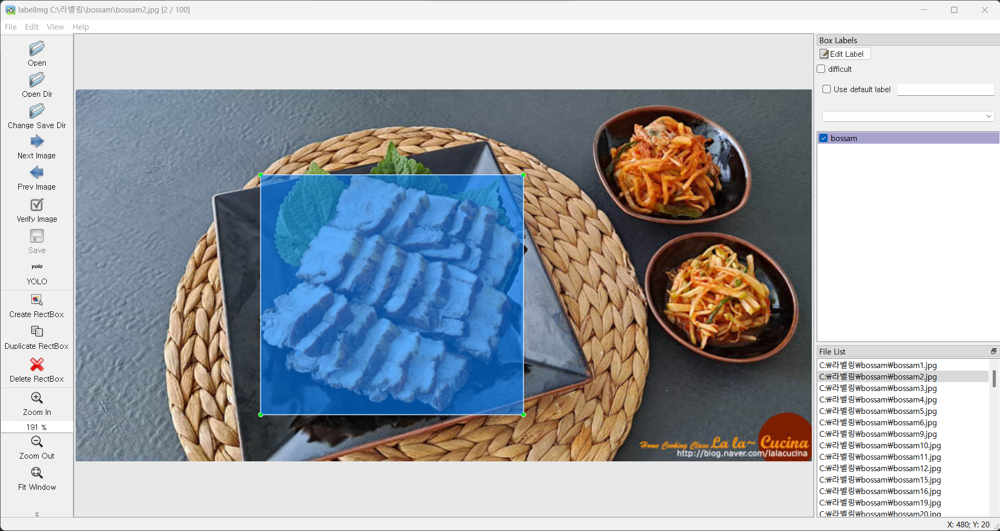 labelImg C:\라벨링\bossam\bossam2.jpg [2 / 100]
File Edit View Help
Open
Open Dir
Change Save Dir
Next Image
Prev Image
Verify Image
Save
yolo
YOLO
Create RectBox
Duplicate RectBox
Delete RectBox
Zoom In
191 %
Zoom Out
Fit Window
Home Cooking Class La la~ Cucina
http://blog.naver.com/lalacucina
Box Labels
Edit Label
difficult
Use default label
bossam
File List
C:₩라벨링₩bossam₩bossam1.jpg
C:₩라벨링₩bossam₩bossam2.jpg
C:₩라벨링₩bossam₩bossam3.jpg
C:₩라벨링₩bossam₩bossam4.jpg
C:₩라벨링₩bossam₩bossam5.jpg
C:₩라벨링₩bossam₩bossam6.jpg
C:₩라벨링₩bossam₩bossam9.jpg
C:₩라벨링₩bossam₩bossam10.jpg
C:₩라벨링₩bossam₩bossam11.jpg
C:₩라벨링₩bossam₩bossam12.jpg
C:₩라벨링₩bossam₩bossam15.jpg
C:₩라벨링₩bossam₩bossam16.jpg
C:₩라벨링₩bossam₩bossam19.jpg
C:₩라벨링₩bossam₩bossam20.jpg
X: 480; Y: 20